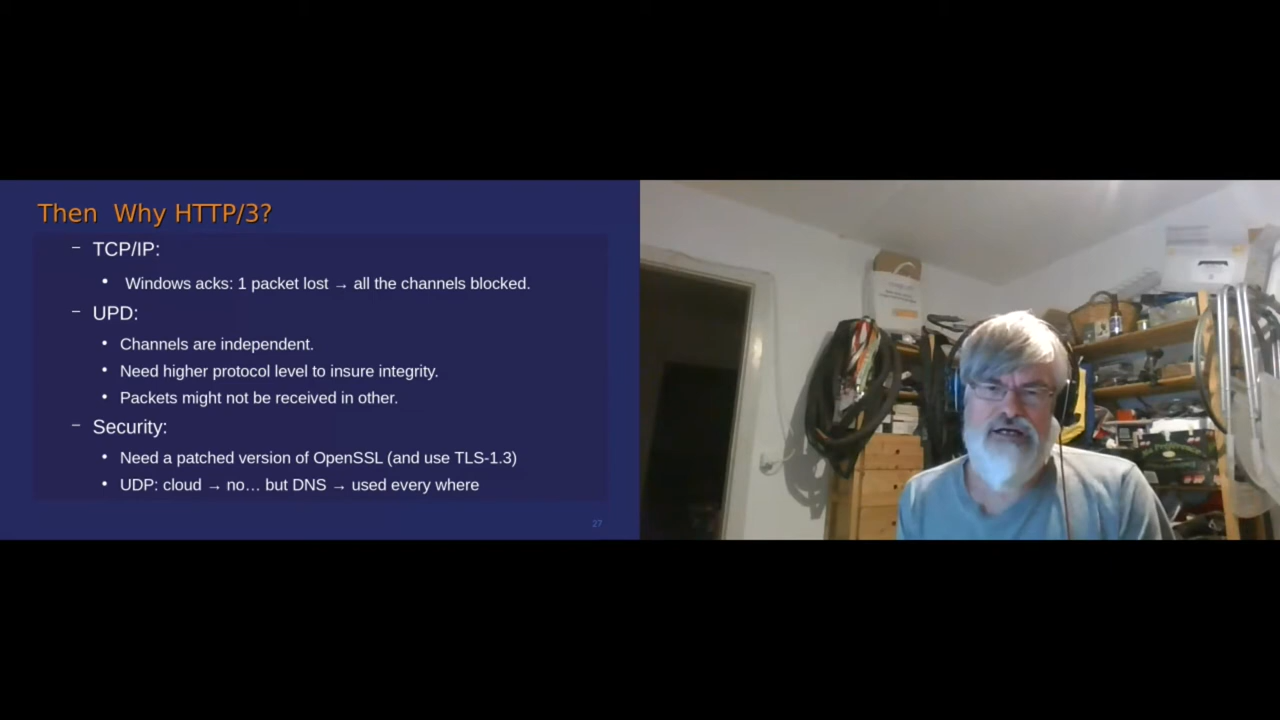 Then Why HTTP/3?
– TCP/IP:
• Windows acks: 1 packet lost → all the channels blocked.
– UPD:
• Channels are independent.
• Need higher protocol level to insure integrity.
• Packets might not be received in other.
– Security:
• Need a patched version of OpenSSL (and use TLS-1.3)
• UDP: cloud → no… but DNS → used every where
27